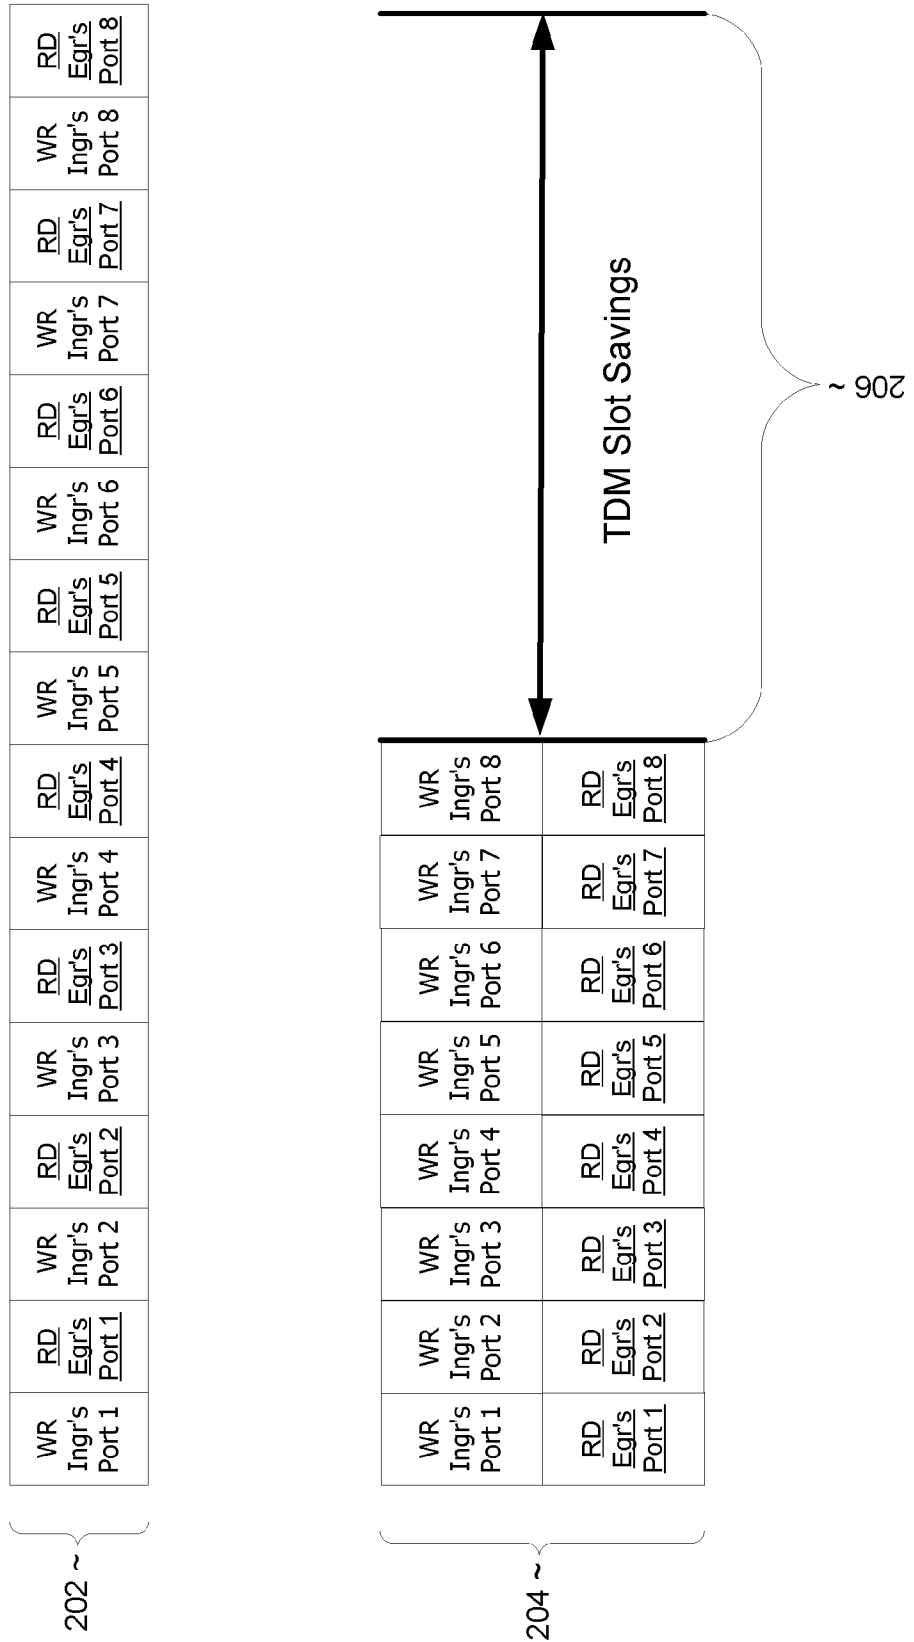 202 ~
WR
Ingr's
Port 1
RD
Egr's
Port 1
WR
Ingr's
Port 2
RD
Egr's
Port 2
WR
Ingr's
Port 3
RD
Egr's
Port 3
WR
Ingr's
Port 4
RD
Egr's
Port 4
WR
Ingr's
Port 5
RD
Egr's
Port 5
WR
Ingr's
Port 6
RD
Egr's
Port 6
WR
Ingr's
Port 7
RD
Egr's
Port 7
WR
Ingr's
Port 8
RD
Egr's
Port 8
204 ~
WR
Ingr's
Port 1
WR
Ingr's
Port 2
WR
Ingr's
Port 3
WR
Ingr's
Port 4
WR
Ingr's
Port 5
WR
Ingr's
Port 6
WR
Ingr's
Port 7
WR
Ingr's
Port 8
RD
Egr's
Port 1
RD
Egr's
Port 2
RD
Egr's
Port 3
RD
Egr's
Port 4
RD
Egr's
Port 5
RD
Egr's
Port 6
RD
Egr's
Port 7
RD
Egr's
Port 8
TDM Slot Savings
206 ~